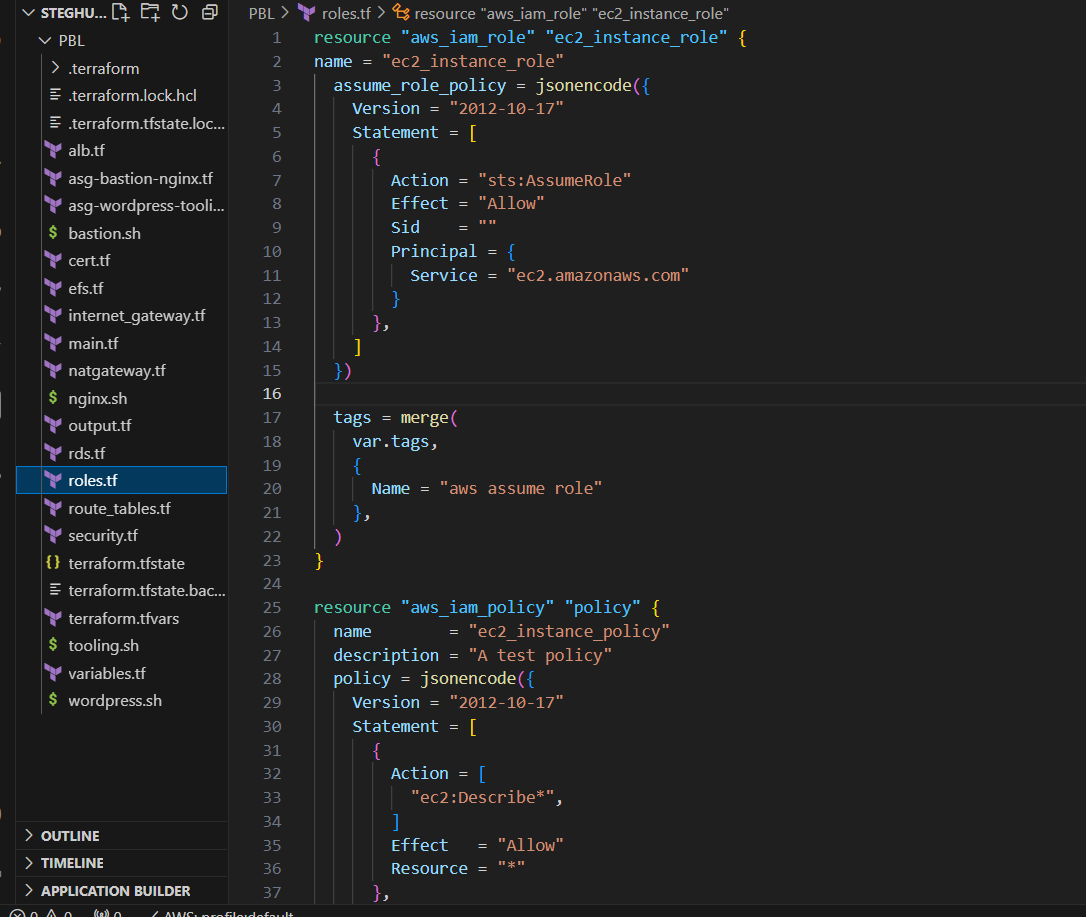 STEGHU...
PBL
.terraform
.terraform.lock.hcl
.terraform.tfstate.loc...
alb.tf
asg-bastion-nginx.tf
asg-wordpress-tooli...
$ bastion.sh
cert.tf
efs.tf
internet_gateway.tf
main.tf
natgateway.tf
$ nginx.sh
output.tf
rds.tf
roles.tf
route_tables.tf
security.tf
{} terraform.tfstate
terraform.tfstate.bac...
terraform.tfvars
$ tooling.sh
variables.tf
$ wordpress.sh
OUTLINE
TIMELINE
APPLICATION BUILDER
PBL > roles.tf > resource "aws_iam_role" "ec2_instance_role"
1 resource "aws_iam_role" "ec2_instance_role" {
2 name = "ec2_instance_role"
3 assume_role_policy = jsonencode({
4 Version = "2012-10-17"
5 Statement = [
6 {
7 Action = "sts:AssumeRole"
8 Effect = "Allow"
9 Sid    = ""
10 Principal = {
11 Service = "ec2.amazonaws.com"
12 }
13 },
14 ]
15 })
16
17 tags = merge(
18 var.tags,
19 {
20 Name = "aws assume role"
21 },
22 )
23 }
24
25 resource "aws_iam_policy" "policy" {
26 name        = "ec2_instance_policy"
27 description = "A test policy"
28 policy = jsonencode({
29 Version = "2012-10-17"
30 Statement = [
31 {
32 Action = [
33 "ec2:Describe*",
34 ]
35 Effect   = "Allow"
36 Resource = "*"
37 },
0 0 0 AWS: profile:default